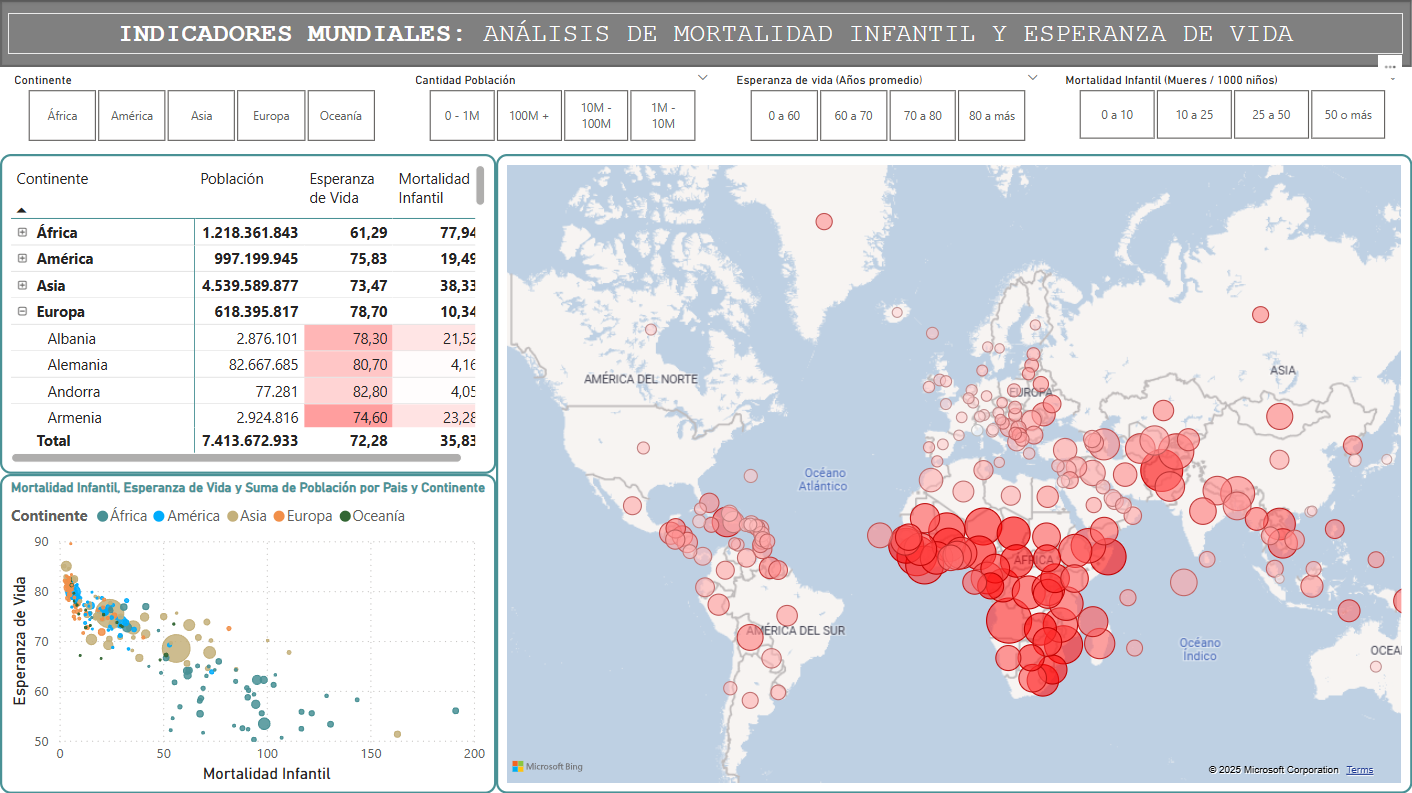 INDICADORES MUNDIALES: ANÁLISIS DE MORTALIDAD INFANTIL Y ESPERANZA DE VIDA
Continente
África América Asia Europa Oceanía
Cantidad Población
0 - 1M 100M + 10M - 100M 1M - 10M
Esperanza de vida (Años promedio)
0 a 60 60 a 70 70 a 80 80 a más
Mortalidad Infantil (Mueres / 1000 niños)
0 a 10 10 a 25 25 a 50 50 o más
Continente Población Esperanza de Vida Mortalidad Infantil
África 1.218.361.843 61,29 77,94
América 997.199.945 75,83 19,49
Asia 4.539.589.877 73,47 38,33
Europa 618.395.817 78,70 10,34
Albania 2.876.101 78,30 21,52
Alemania 82.667.685 80,70 4,16
Andorra 77.281 82,80 4,05
Armenia 2.924.816 74,60 23,28
Total 7.413.672.933 72,28 35,83
Mortalidad Infantil, Esperanza de Vida y Suma de Población por Pais y Continente
Continente África América Asia Europa Oceanía
Esperanza de Vida
90
80
70
60
50
0 50 100 150 200
Mortalidad Infantil
AMÉRICA DEL NORTE
EUROPA
ASIA
Océano Atlántico
ÁFRICA
AMÉRICA DEL SUR
Océano Índico
OCEA
Microsoft Bing
© 2025 Microsoft Corporation Terms